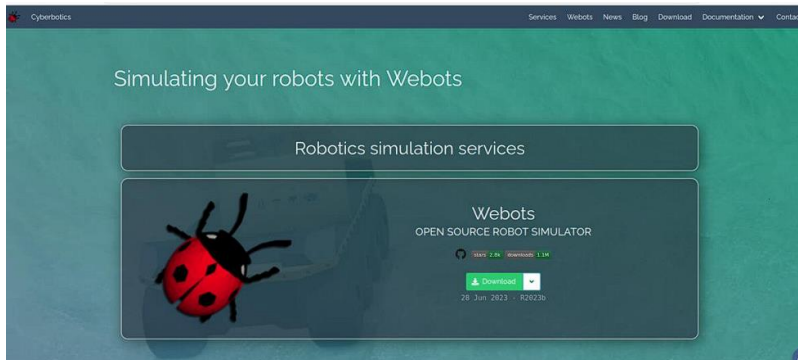 Cyberbotics Services Webots News Blog Download Documentation Contac
Simulating your robots with Webots
Robotics simulation services
Webots
OPEN SOURCE ROBOT SIMULATOR
stars 2.8k downloads 1.1M
Download
28 Jun 2023 - R2023b